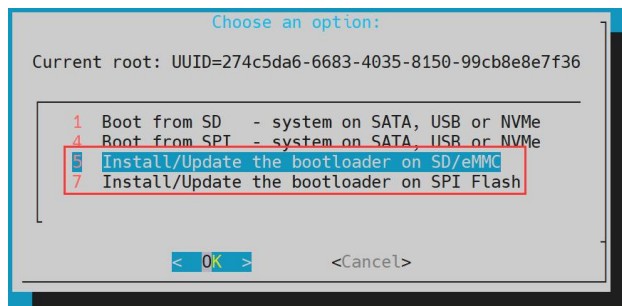 Choose an option:
Current root: UUID=274c5da6-6683-4035-8150-99cb8e8e7f36
1 Boot from SD - system on SATA, USB or NVMe
4 Boot from SPI - system on SATA, USB or NVMe
5 Install/Update the bootloader on SD/eMMC
7 Install/Update the bootloader on SPI Flash
< OK > <Cancel>